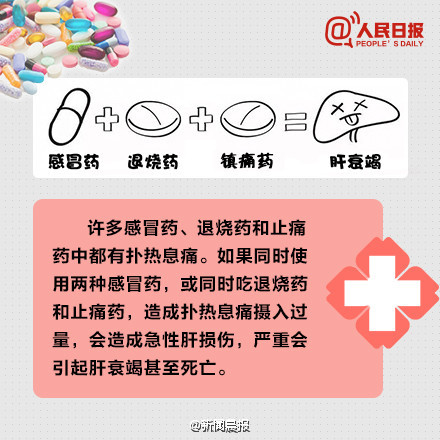 @人民日报
PEOPLE'S DAILY
感冒药 退烧药 镇痛药 肝衰竭
许多感冒药、退烧药和止痛
药中都有扑热息痛。如果同时使
用两种感冒药，或同时吃退烧药
和止痛药，造成扑热息痛摄入过
量，会造成急性肝损伤，严重会
引起肝衰竭甚至死亡。
@新闻晨报